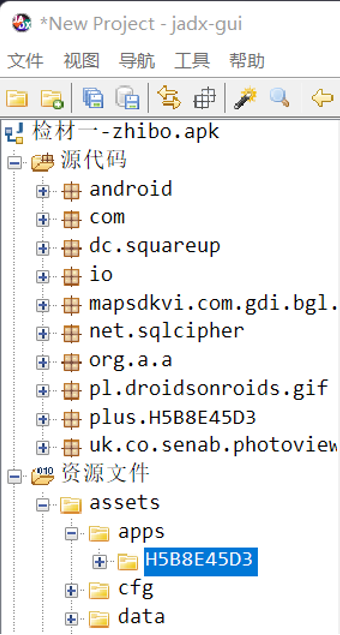 *New Project - jadx-gui
文件 视图 导航 工具 帮助
检材一-zhibo.apk
源代码
android
com
dc.squareup
io
mapsdkvi.com.gdi.bgl.
net.sqlcipher
org.a.a
pl.droidsonroids.gif
plus.H5B8E45D3
uk.co.senab.photoview
资源文件
assets
apps
H5B8E45D3
cfg
data